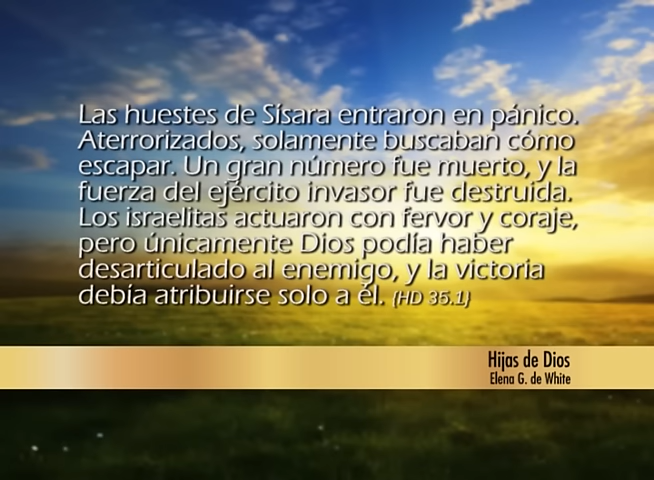 Las huestes de Sísara entraron en pánico.
Aterrorizados, solamente buscaban cómo
escapar. Un gran número fue muerto, y la
fuerza del ejército invasor fue destruida.
Los israelitas actuaron con fervor y coraje,
pero únicamente Dios podía haber
desarticulado al enemigo, y la victoria
debía atribuirse solo a él. (HD 35.1)
Hijas de Dios
Elena G. de White